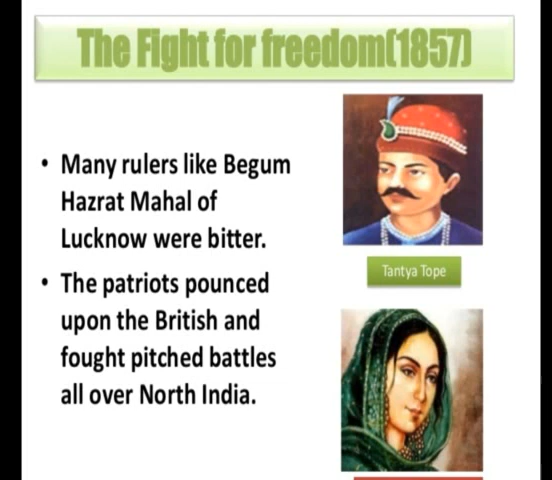 The Fight for freedom(1857)
• Many rulers like Begum
Hazrat Mahal of
Lucknow were bitter.
• The patriots pounced
upon the British and
fought pitched battles
all over North India.
Tantya Tope